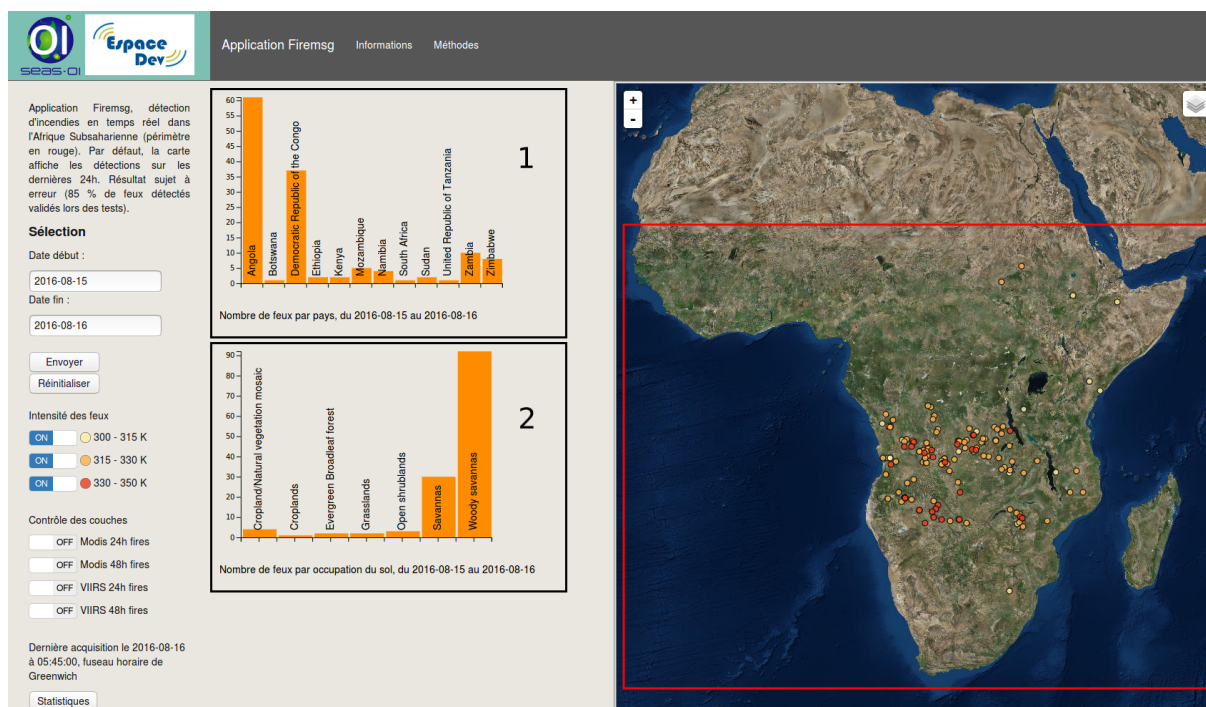 seas-oi
Espace
Dev
Application Firemsg
Informations
Méthodes
Application Firemsg, détection
d'incendies en temps réel dans
l'Afrique Subsaharienne (périmètre
en rouge). Par défaut, la carte
affiche les détections sur les
dernières 24h. Résultat sujet à
erreur (85 % de feux détectés
validés lors des tests).
Sélection
Date début :
2016-08-15
Date fin :
2016-08-16
Envoyer
Réinitialiser
Intensité des feux
ON 300 - 315 K
ON 315 - 330 K
ON 330 - 350 K
Contrôle des couches
OFF Modis 24h fires
OFF Modis 48h fires
OFF VIIRS 24h fires
OFF VIIRS 48h fires
Dernière acquisition le 2016-08-16
à 05:45:00, fuseau horaire de
Greenwich
Statistiques
60
55
50
45
40
35
30
25
20
15
10
5
0
Angola
Botswana
Democratic Republic of the Congo
Ethiopia
Kenya
Mozambique
Namibia
South Africa
Sudan
United Republic of Tanzania
Zambia
Zimbabwe
1
Nombre de feux par pays, du 2016-08-15 au 2016-08-16
90
80
70
60
50
40
30
20
10
0
Cropland/Natural vegetation mosaic
Croplands
Evergreen Broadleaf forest
Grasslands
Open shrublands
Savannas
Woody savannas
2
Nombre de feux par occupation du sol, du 2016-08-15 au 2016-08-16
+
-